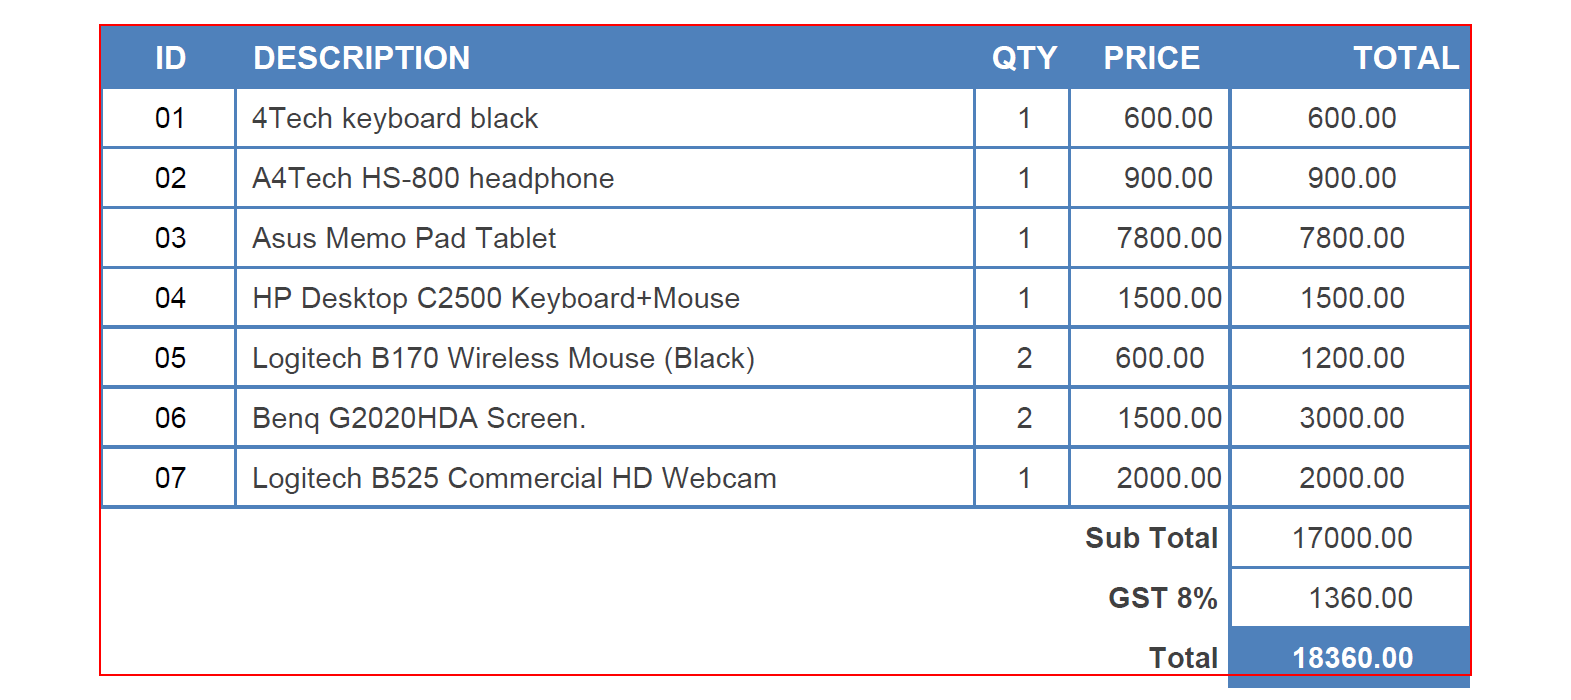 ID DESCRIPTION QTY PRICE TOTAL
01 4Tech keyboard black 1 600.00 600.00
02 A4Tech HS-800 headphone 1 900.00 900.00
03 Asus Memo Pad Tablet 1 7800.00 7800.00
04 HP Desktop C2500 Keyboard+Mouse 1 1500.00 1500.00
05 Logitech B170 Wireless Mouse (Black) 2 600.00 1200.00
06 Benq G2020HDA Screen. 2 1500.00 3000.00
07 Logitech B525 Commercial HD Webcam 1 2000.00 2000.00
Sub Total 17000.00
GST 8% 1360.00
Total 18360.00